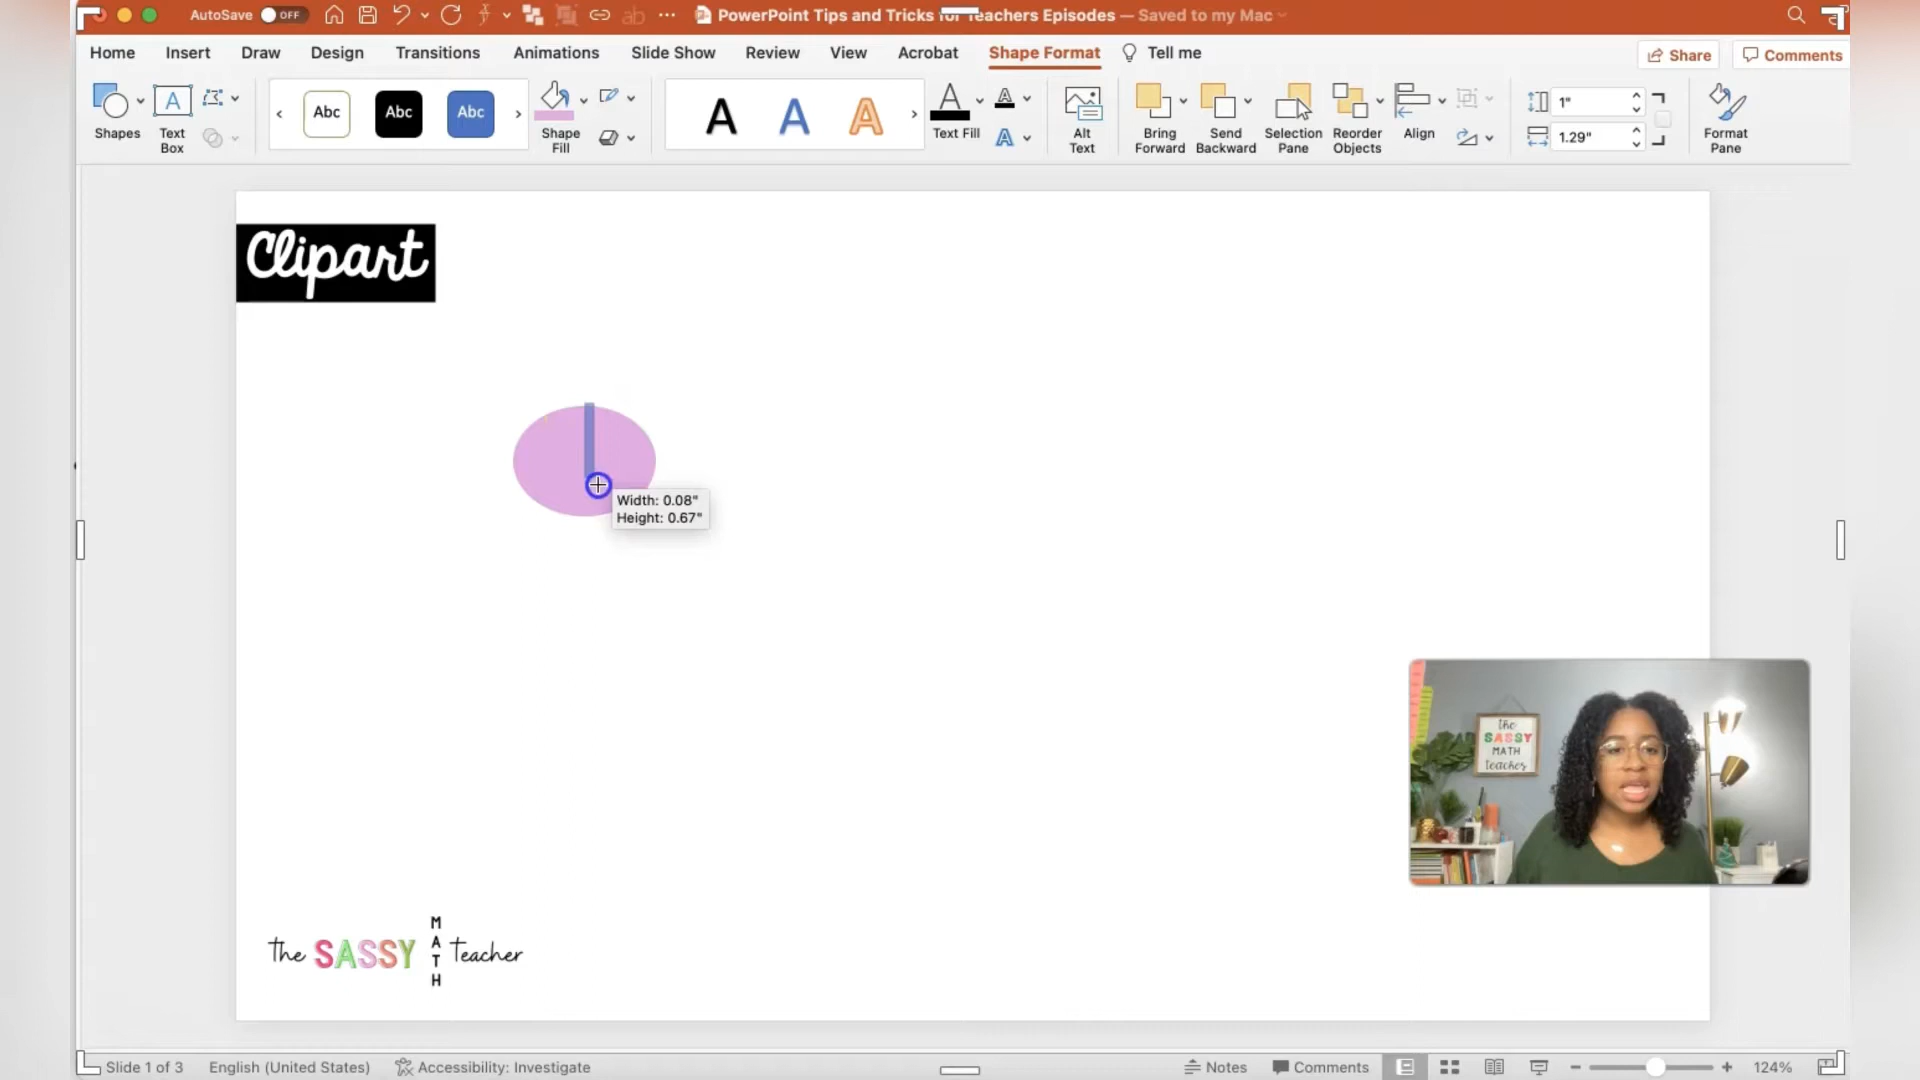 AutoSave OFF
PowerPoint Tips and Tricks for Teachers Episodes — Saved to my Mac
Home Insert Draw Design Transitions Animations Slide Show Review View Acrobat Shape Format Tell me Share Comments
Shapes
Text
Box
Abc Abc Abc
Shape
Fill
A A A
Text Fill
Alt
Text
Bring
Forward
Send
Backward
Selection
Pane
Reorder
Objects
Align
1"
1.29"
Format
Pane
Clipart
Width: 0.08"
Height: 0.67"
the
SASSY
MATH
teacher
the SASSY MATH teacher
Slide 1 of 3 English (United States) Accessibility: Investigate Notes Comments 124%